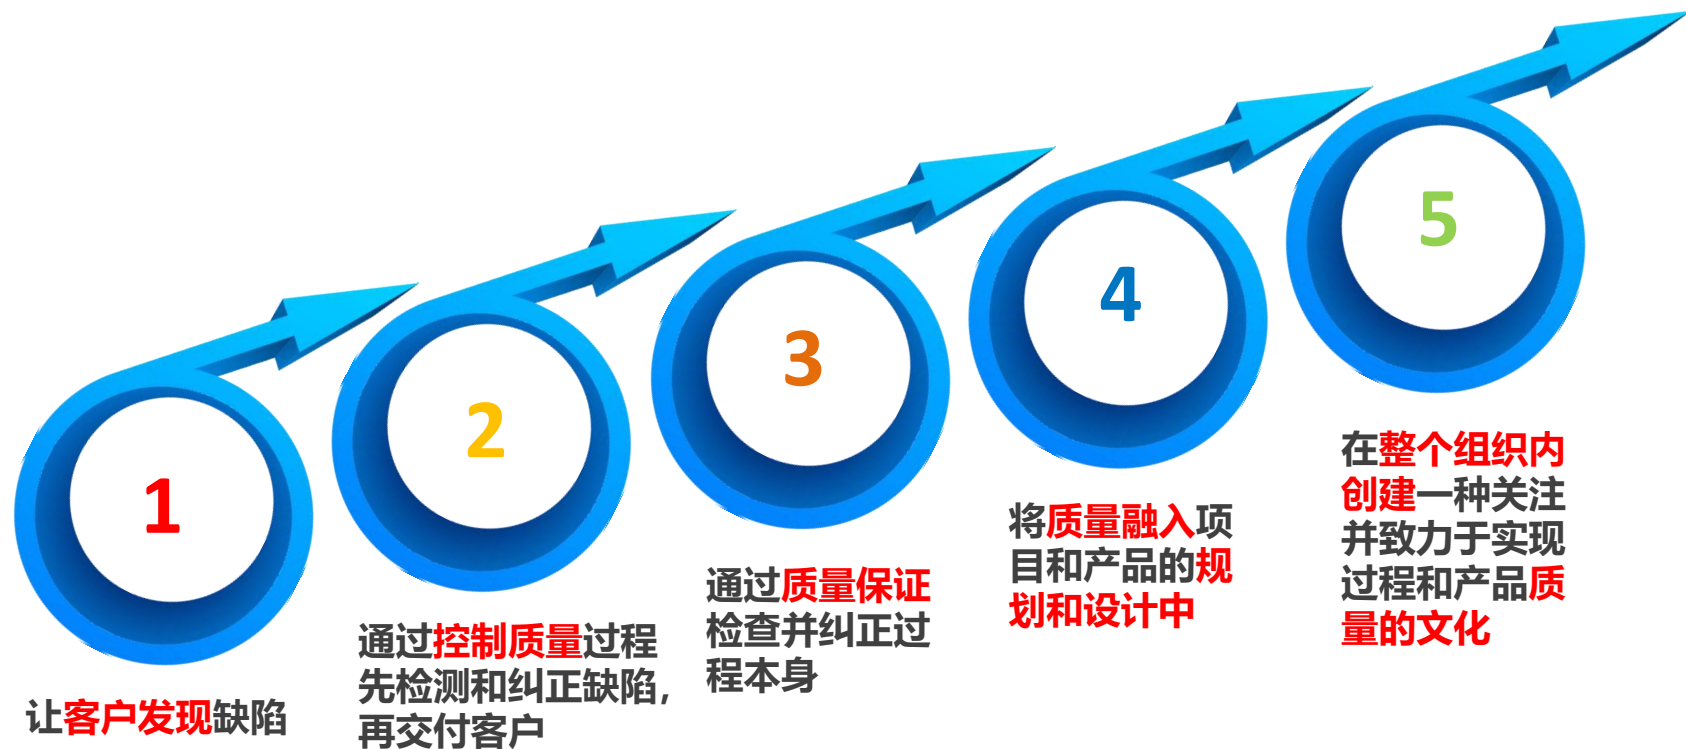 1
让客户发现缺陷
2
通过控制质量过程
先检测和纠正缺陷，
再交付客户
3
通过质量保证
检查并纠正过
程本身
4
将质量融入项
目和产品的规
划和设计中
5
在整个组织内
创建一种关注
并致力于实现
过程和产品质
量的文化